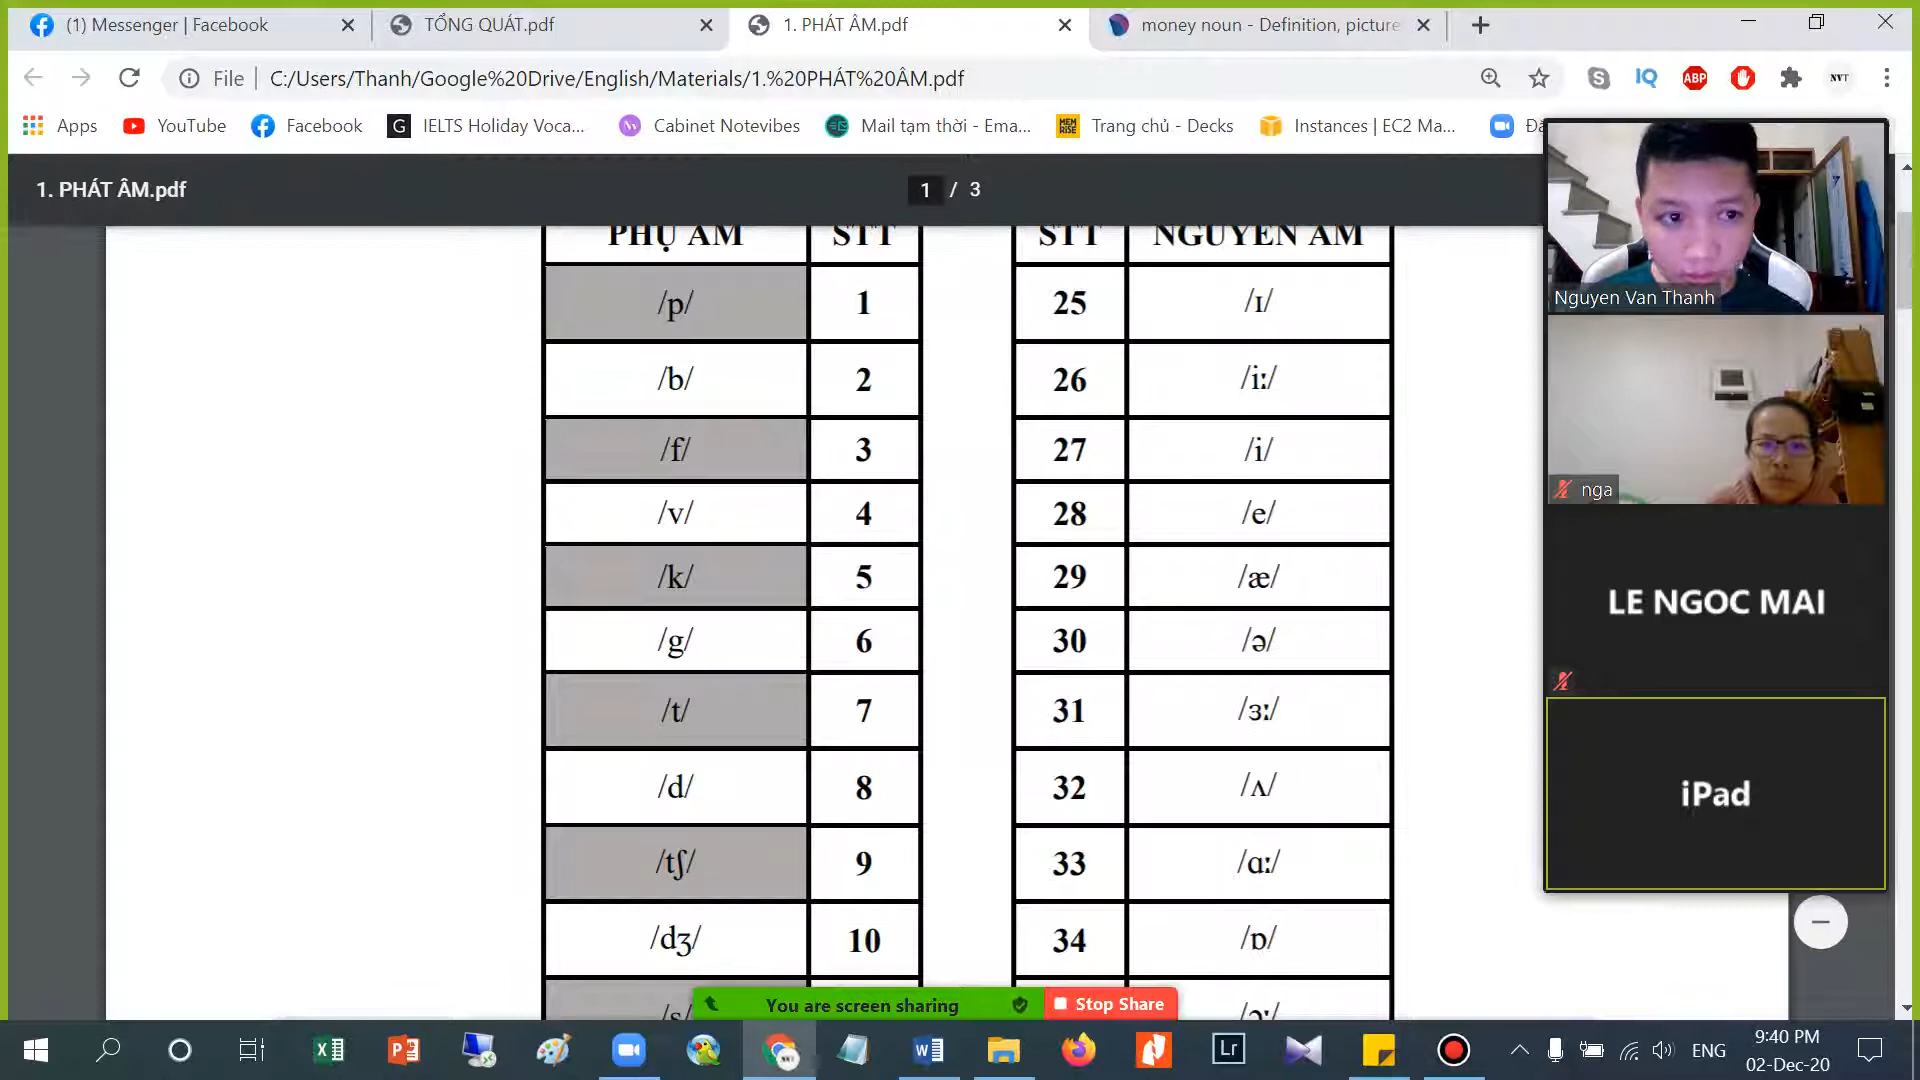 (1) Messenger | Facebook
TỔNG QUÁT.pdf
1. PHÁT ÂM.pdf
money noun - Definition, picture
File
C:/Users/Thanh/Google%20Drive/English/Materials/1.%20PHÁT%20ÂM.pdf
IQ
ABP
NVT
Apps
YouTube
Facebook
G
IELTS Holiday Voca...
Cabinet Notevibes
Mail tạm thời - Ema...
MEM
RISE
Trang chủ - Decks
Instances | EC2 Ma...
1. PHÁT ÂM.pdf
1 / 3
PHỤ ÂM STT STT NGUYÊN ÂM
/p/ 1 25 /ɪ/
/b/ 2 26 /iː/
/f/ 3 27 /i/
/v/ 4 28 /e/
/k/ 5 29 /æ/
/g/ 6 30 /ə/
/t/ 7 31 /ɜː/
/d/ 8 32 /ʌ/
/tʃ/ 9 33 /ɑː/
/dʒ/ 10 34 /ɒ/
/s/ /ɔː/
Nguyen Van Thanh
nga
LE NGOC MAI
iPad
You are screen sharing
Stop Share
Lr
ENG
9:40 PM
02-Dec-20